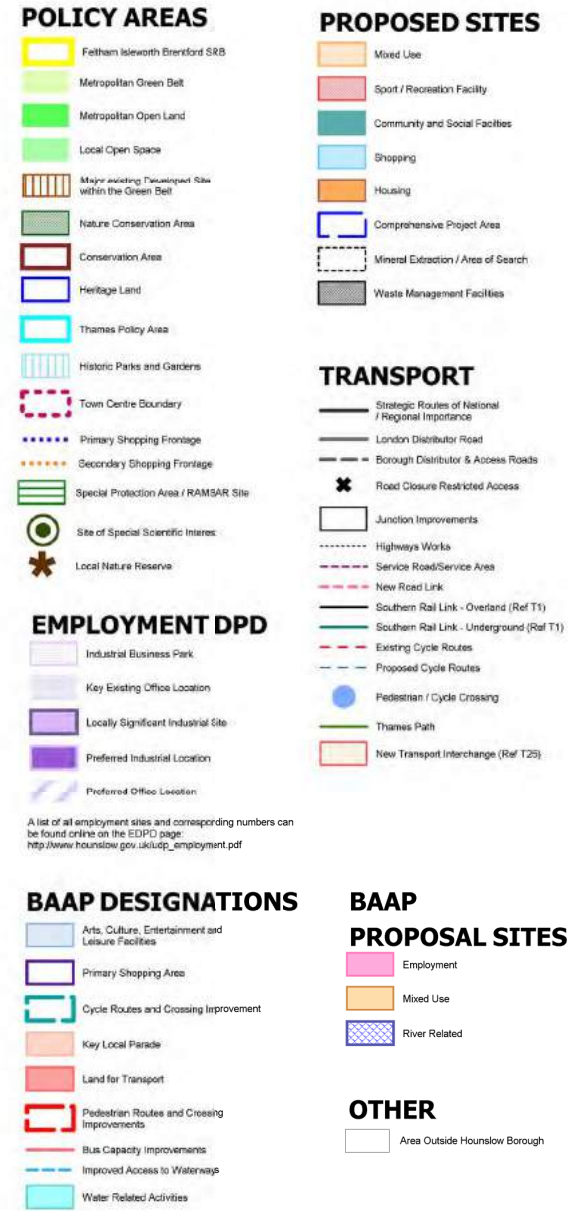 POLICY AREAS
Feltham Isleworth Brentford SRB
Metropolitan Green Belt
Metropolitan Open Land
Local Open Space
Major existing Developed Site
within the Green Belt
Nature Conservation Area
Conservation Area
Heritage Land
Thames Policy Area
Historic Parks and Gardens
Town Centre Boundary
Primary Shopping Frontage
Secondary Shopping Frontage
Special Protection Area / RAMSAR Site
Site of Special Scientific Interes
Local Nature Reserve
PROPOSED SITES
Mixed Use
Sport / Recreation Facility
Community and Social Facilties
Shopping
Housing
Comprehensive Project Area
Mineral Extraction / Area of Search
Waste Management Facilities
TRANSPORT
Strategic Routes of National
/ Regional Importance
London Distributor Road
Borough Distributor & Access Roads
Road Closure Restricted Access
Junction Improvements
Highways Works
Service Road/Service Area
New Road Link
Southern Rail Link - Overland (Ref T1)
Southern Rail Link - Underground (Ref T1)
Existing Cycle Routes
Proposed Cycle Routes
Pedestrian / Cycle Crossing
Thames Path
New Transport Interchange (Ref T25)
EMPLOYMENT DPD
Industrial Business Park
Key Existing Office Location
Locally Significant Industrial Site
Preferred Industrial Location
Preferred Office Location
A list of all employment sites and corresponding numbers can
be found online on the EDPD page:
http://www.hounslow.gov.uk/udp_employment.pdf
BAAP DESIGNATIONS
Arts, Culture, Entertainment and
Leisure Facilities
Primary Shopping Area
Cycle Routes and Crossing Improvement
Key Local Parade
Land for Transport
Pedestrian Routes and Crossing
Improvements
Bus Capacity Improvements
Improved Access to Waterways
Water Related Activities
BAAP
PROPOSAL SITES
Employment
Mixed Use
River Related
OTHER
Area Outside Hounslow Borough